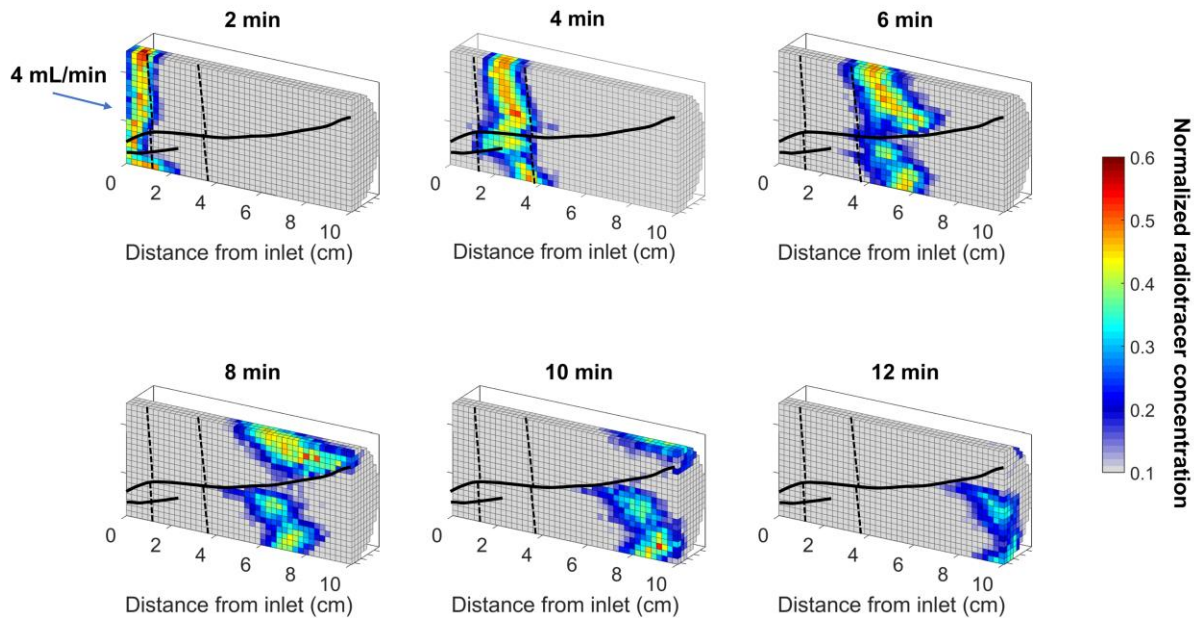 2 min
4 min
6 min
4 mL/min
0 2 4 6 8 10
0 2 4 6 8 10
0 2 4 6 8 10
Distance from inlet (cm)
Distance from inlet (cm)
Distance from inlet (cm)
8 min
10 min
12 min
0 2 4 6 8 10
0 2 4 6 8 10
0 2 4 6 8 10
Distance from inlet (cm)
Distance from inlet (cm)
Distance from inlet (cm)
0.6
0.5
0.4
0.3
0.2
0.1
Normalized radiotracer concentration